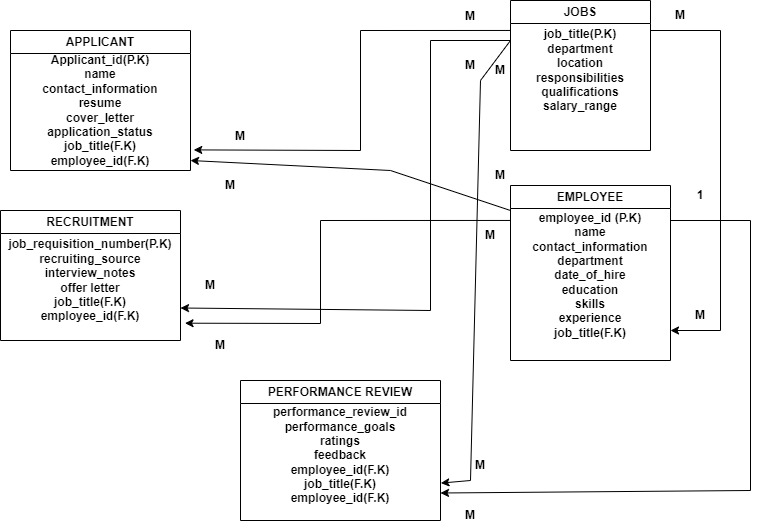 JOBS
job_title(P.K)
department
location
responsibilities
qualifications
salary_range
M
M
M
M
APPLICANT
Applicant_id(P.K)
name
contact_information
resume
cover_letter
application_status
job_title(F.K)
employee_id(F.K)
M
M
M
EMPLOYEE
employee_id (P.K)
name
contact_information
department
date_of_hire
education
skills
experience
job_title(F.K)
1
M
M
RECRUITMENT
job_requisition_number(P.K)
recruiting_source
interview_notes
offer letter
job_title(F.K)
employee_id(F.K)
M
M
PERFORMANCE REVIEW
performance_review_id
performance_goals
ratings
feedback
employee_id(F.K)
job_title(F.K)
employee_id(F.K)
M
M